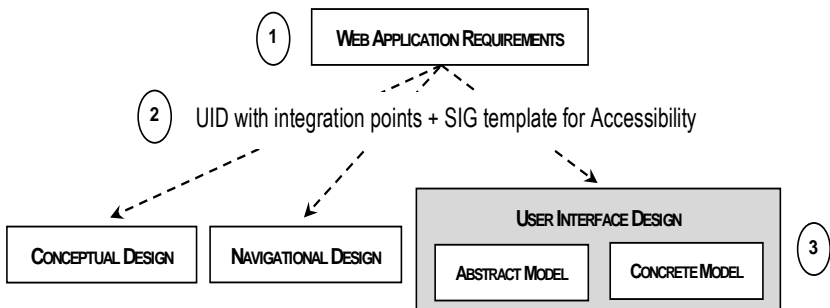 1
WEB APPLICATION REQUIREMENTS
2
UID with integration points + SIG template for Accessibility
CONCEPTUAL DESIGN
NAVIGATIONAL DESIGN
USER INTERFACE DESIGN
ABSTRACT MODEL
CONCRETE MODEL
3